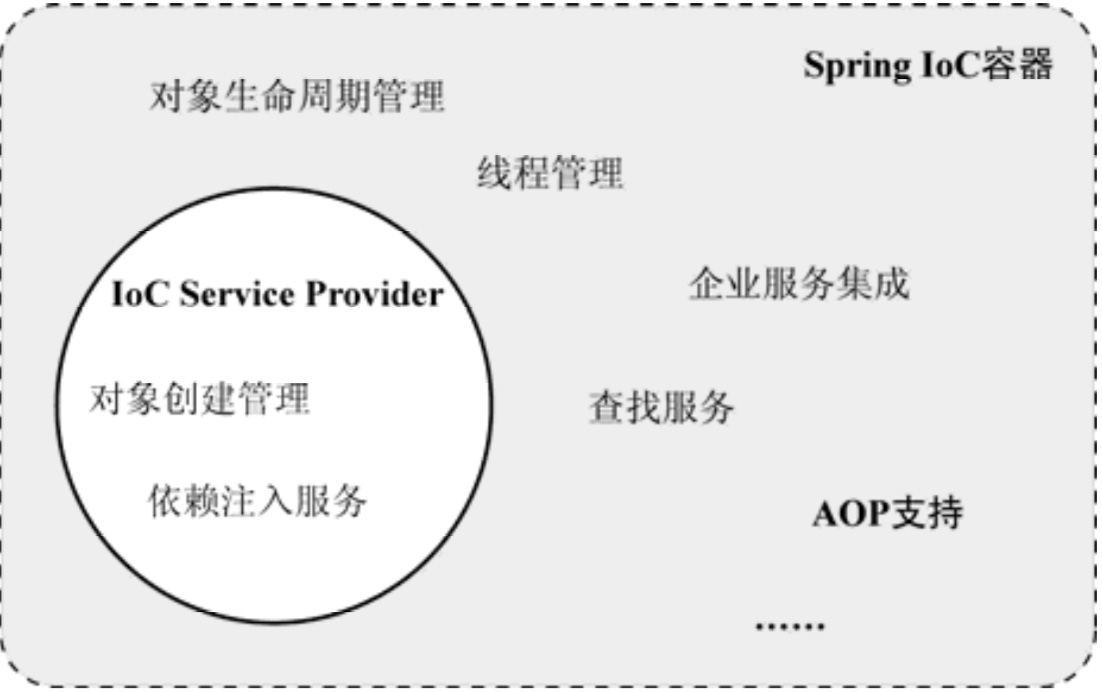 Spring IoC容器
对象生命周期管理
线程管理
IoC Service Provider
企业服务集成
对象创建管理
查找服务
依赖注入服务
AOP支持
……